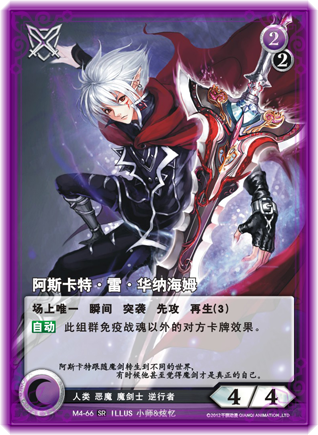 2
2
阿斯卡特·雷·华纳海姆
场上唯一 瞬间 突袭 先攻 再生(3)
自动 此组群免疫战魂以外的对方卡牌效果。
阿斯卡特跟随魔剑转生到不同的世界,
有时候他甚至觉得魔剑才是真正的自己。
人类 恶魔 魔剑士 逆行者
4/4
M4-66 SR ILLUS 小师&炫忆